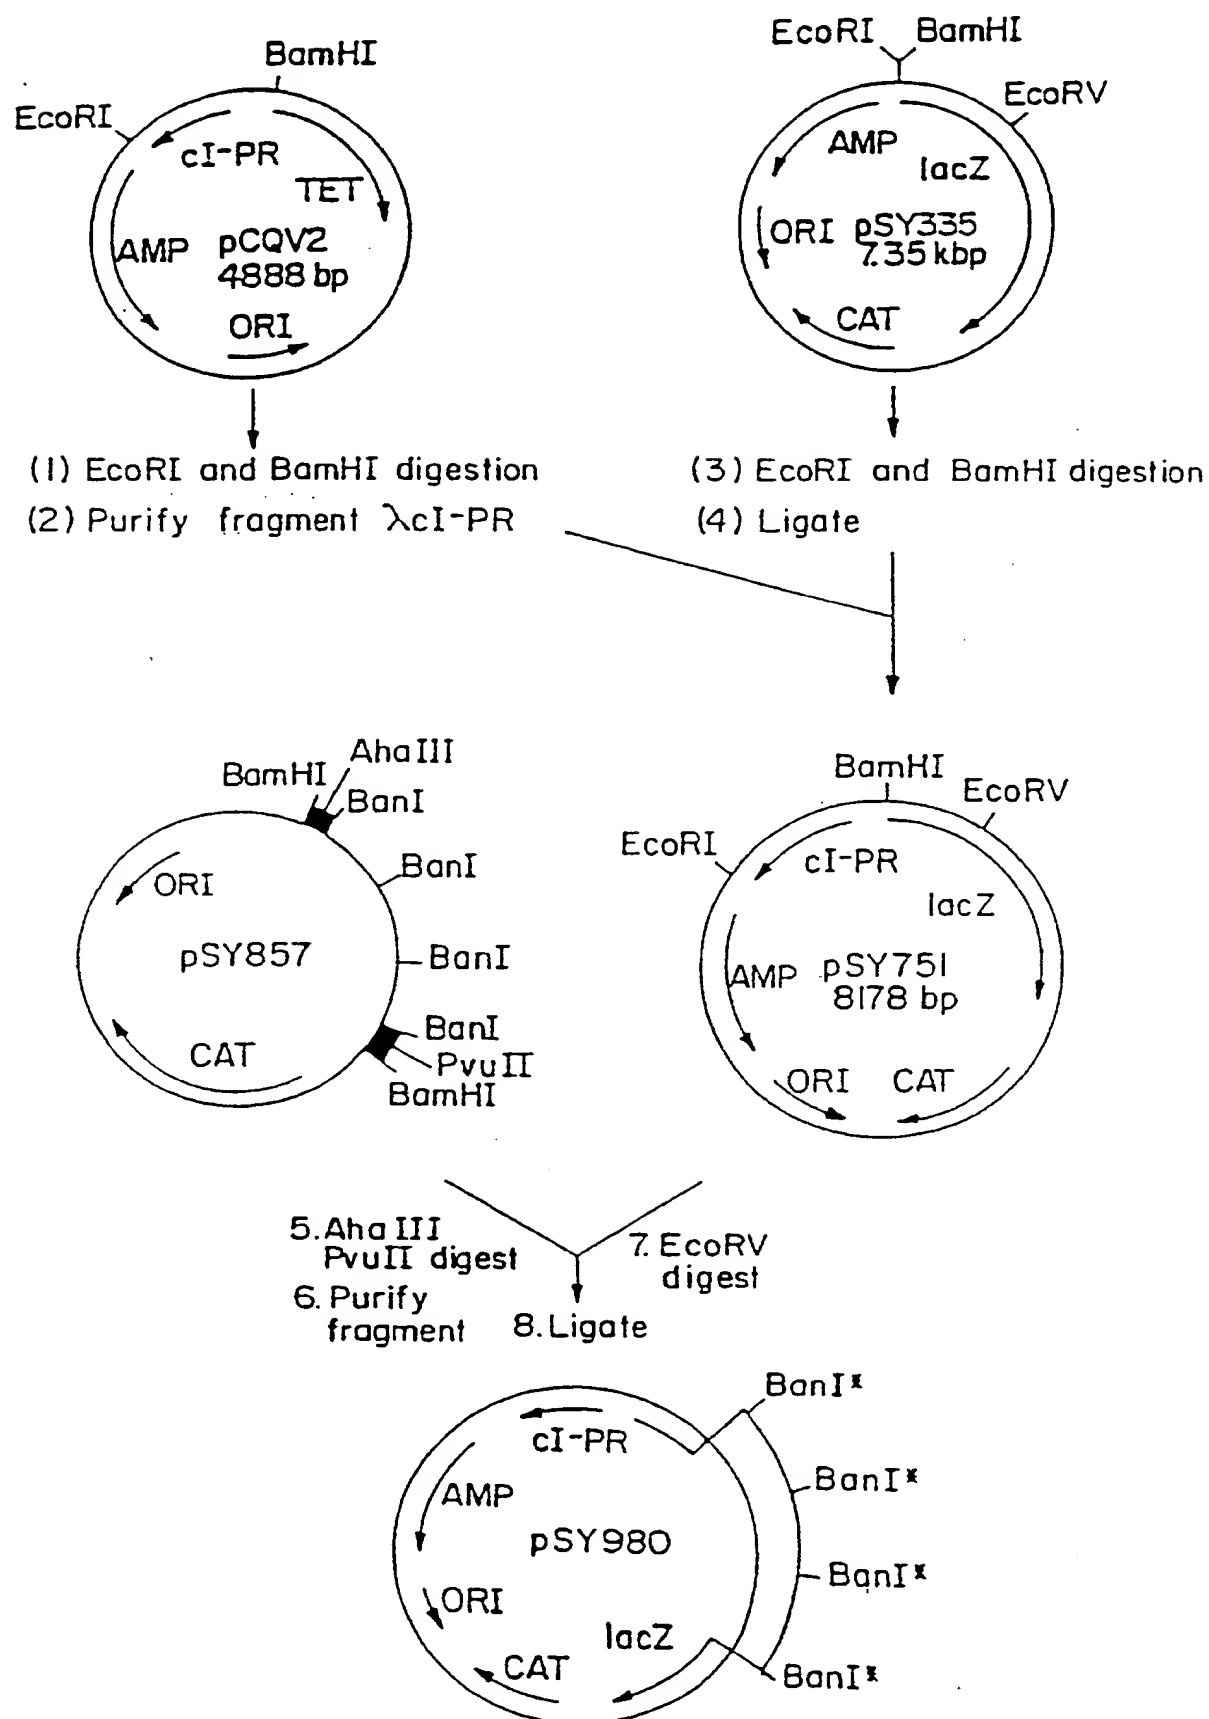 BamHI
EcoRI
cI-PR
TET
AMP
pCQV2
4888 bp
ORI
EcoRI
BamHI
EcoRV
AMP
lacZ
ORI
pSY335
7.35 kbp
CAT
(1) EcoRI and BamHI digestion
(2) Purify fragment λcI-PR
(3) EcoRI and BamHI digestion
(4) Ligate
BamHI
AhaIII
BanI
BanI
ORI
pSY857
BanI
BanI
PvuII
BamHI
CAT
BamHI
EcoRV
EcoRI
cI-PR
lacZ
AMP
pSY751
8178 bp
ORI
CAT
5. AhaIII
PvuII digest
6. Purify
fragment
7. EcoRV
digest
8. Ligate
BanI*
cI-PR
BanI*
AMP
pSY980
BanI*
ORI
lacZ
CAT
BanI*